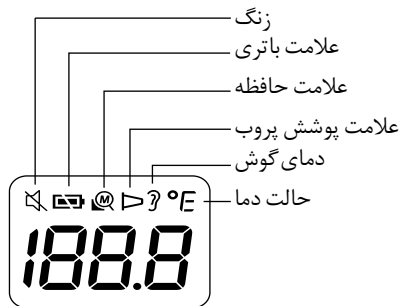 زنگ
علامت باتری
علامت حافظه
علامت پوشش پروب
دمای گوش
حالت دما
M °E
188.8